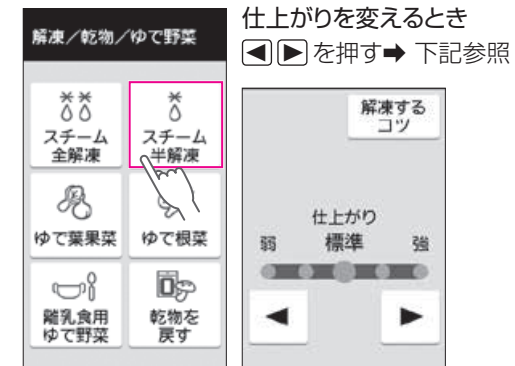 解凍／乾物／ゆで野菜
スチーム
全解凍
スチーム
半解凍
ゆで葉果菜
ゆで根菜
離乳食用
ゆで野菜
乾物を
戻す
仕上がりを変えるとき
◀▶を押す➡ 下記参照
解凍する
コツ
仕上がり
弱 標準 強
◀ ▶